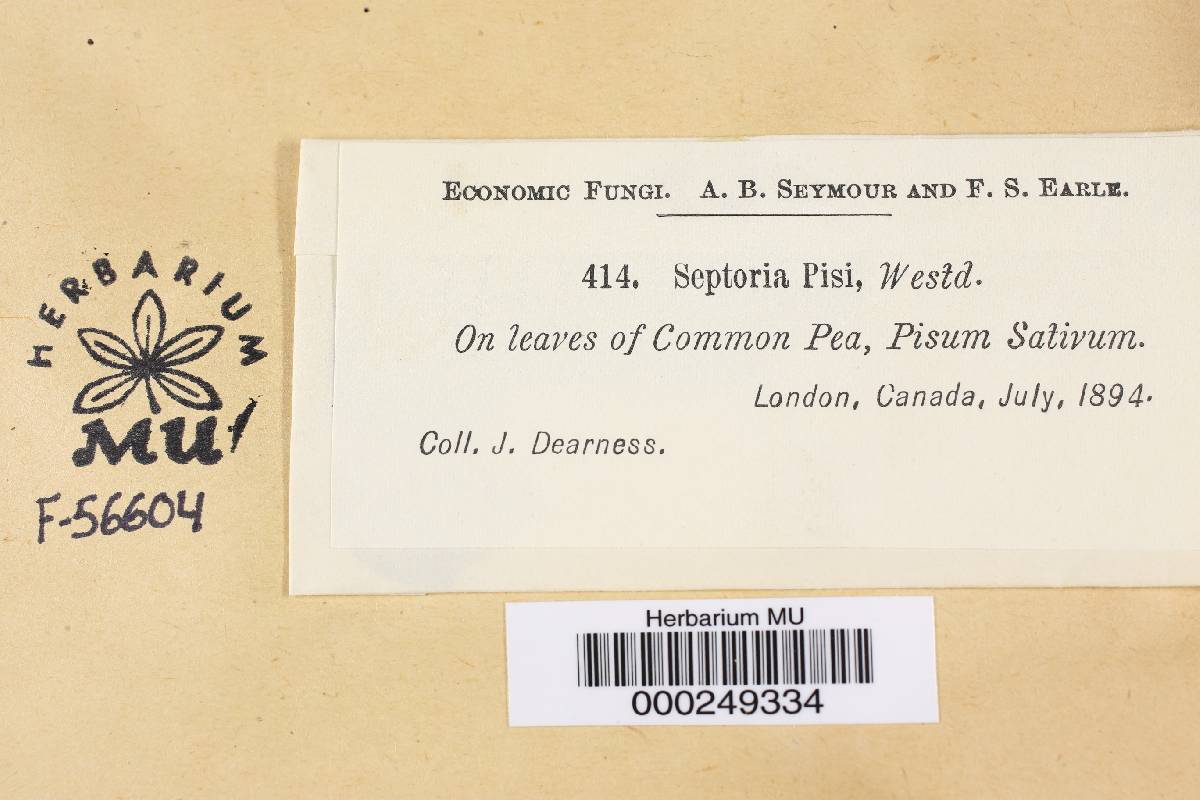 HERBARIUM
MU
F-56604
ECONOMIC FUNGI. A. B. SEYMOUR AND F. S. EARLE.
414. Septoria Pisi, Westd.
On leaves of Common Pea, Pisum Sativum.
London, Canada, July, 1894.
Coll. J. Dearness.
Herbarium MU
000249334